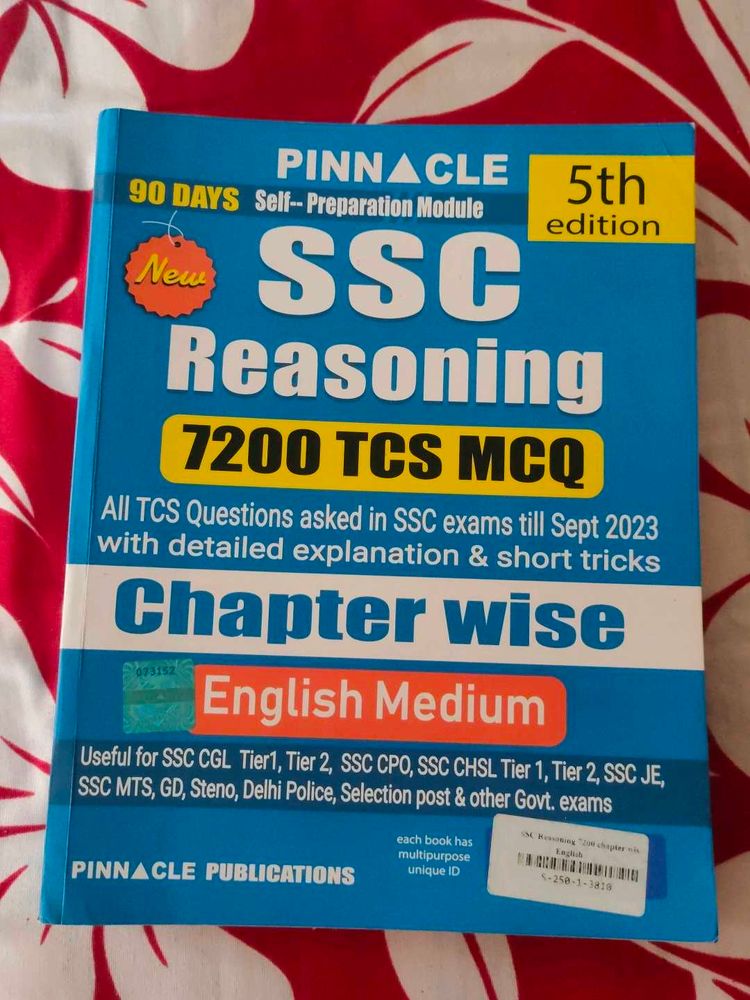 PINNACLE
5th
edition
90 DAYS Self-- Preparation Module
New
SSC
Reasoning
7200 TCS MCQ
All TCS Questions asked in SSC exams till Sept 2023
with detailed explanation & short tricks
Chapter wise
073152
English Medium
Useful for SSC CGL Tier1, Tier 2, SSC CPO, SSC CHSL Tier 1, Tier 2, SSC JE,
SSC MTS, GD, Steno, Delhi Police, Selection post & other Govt. exams
each book has
multipurpose
unique ID
SSC Reasoning 7200 chapter wis
English
S-250-1-3810
PINNACLE PUBLICATIONS